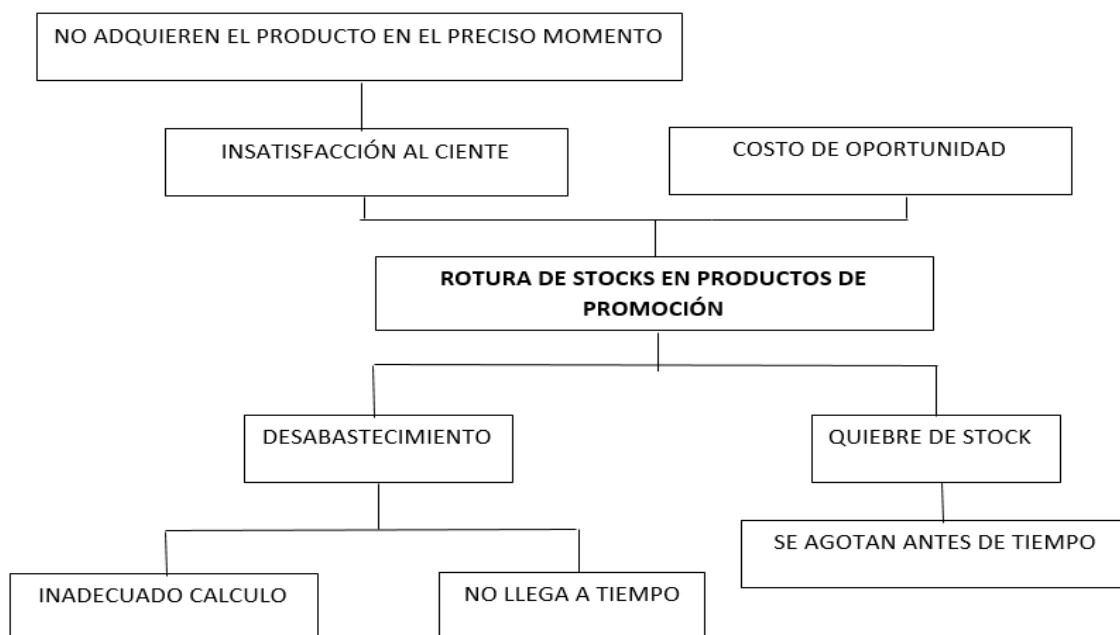 NO ADQUIEREN EL PRODUCTO EN EL PRECISO MOMENTO
INSATISFACCIÓN AL CIENTE
COSTO DE OPORTUNIDAD
ROTURA DE STOCKS EN PRODUCTOS DE
PROMOCIÓN
DESABASTECIMIENTO
QUIEBRE DE STOCK
SE AGOTAN ANTES DE TIEMPO
INADECUADO CALCULO
NO LLEGA A TIEMPO